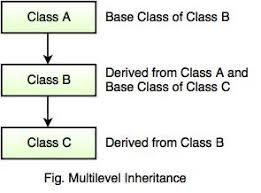 Class A
Base Class of Class B
Class B
Derived from Class A and
Base Class of Class C
Class C
Derived from Class B
Fig. Multilevel Inheritance